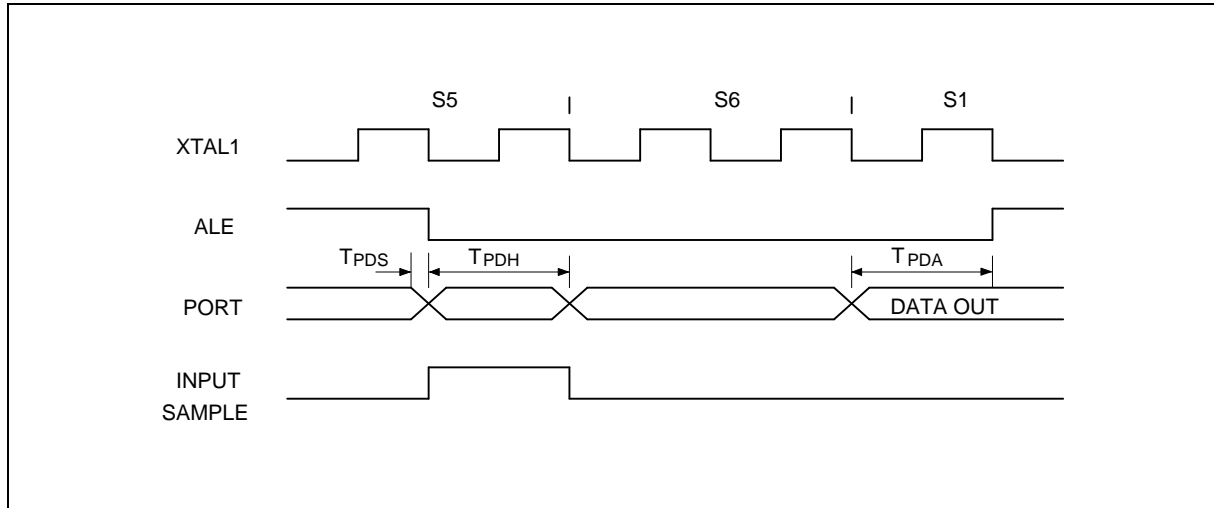 S5 S6 S1
XTAL1
ALE
TPDS TPDH TPDA
PORT DATA OUT
INPUT
SAMPLE